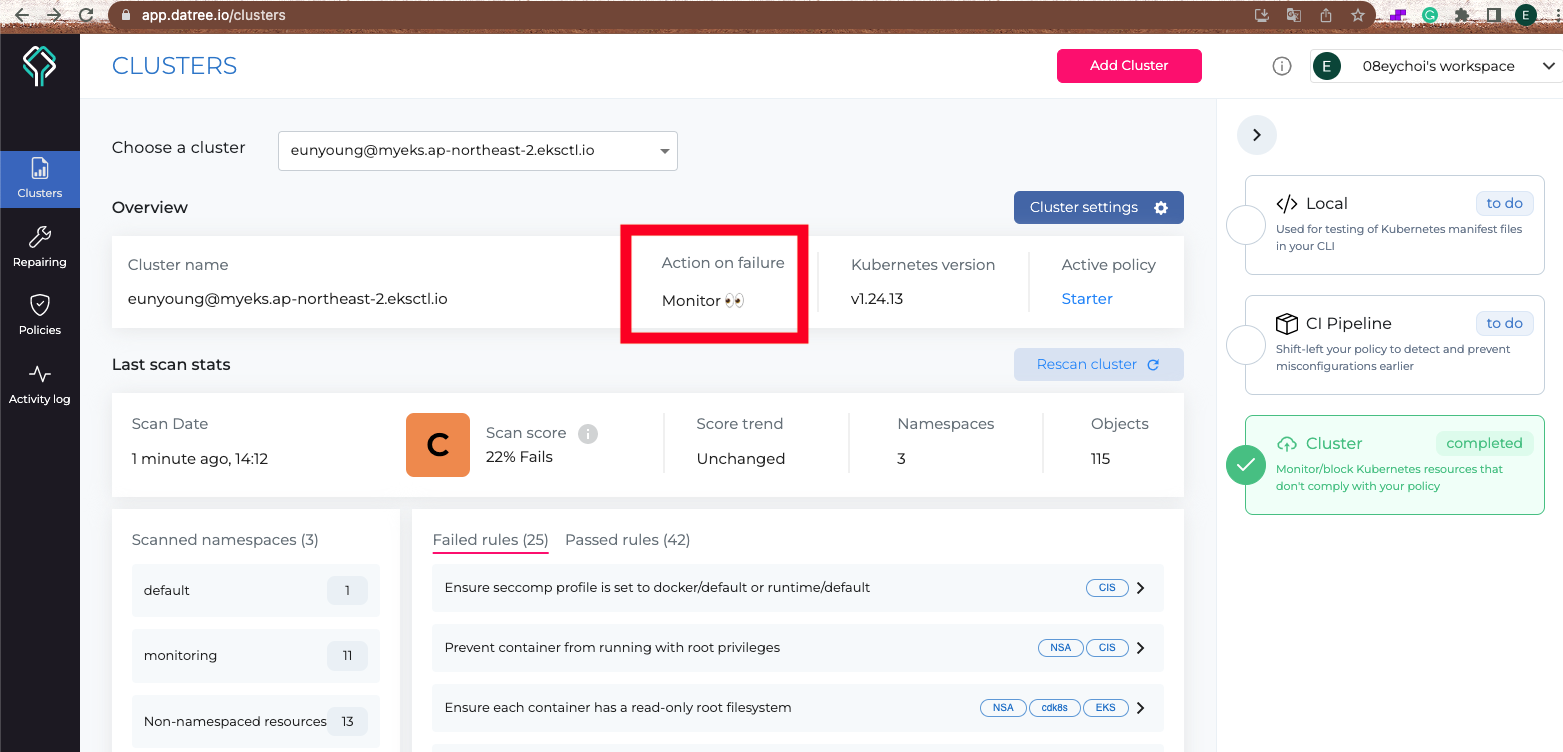 app.datree.io/clusters
E
CLUSTERS
Add Cluster
E
08eychoi's workspace
Clusters
Repairing
Policies
Activity log
Choose a cluster
eunyoung@myeks.ap-northeast-2.eksctl.io
Overview
Cluster settings
Cluster name
eunyoung@myeks.ap-northeast-2.eksctl.io
Action on failure
Monitor 👀
Kubernetes version
v1.24.13
Active policy
Starter
Last scan stats
Rescan cluster
Scan Date
1 minute ago, 14:12
C
Scan score
22% Fails
Score trend
Unchanged
Namespaces
3
Objects
115
Scanned namespaces (3)
default 1
monitoring 11
Non-namespaced resources 13
Failed rules (25) Passed rules (42)
Ensure seccomp profile is set to docker/default or runtime/default CIS
Prevent container from running with root privileges NSA CIS
Ensure each container has a read-only root filesystem NSA cdk8s EKS
Local to do
Used for testing of Kubernetes manifest files
in your CLI
CI Pipeline to do
Shift-left your policy to detect and prevent
misconfigurations earlier
Cluster completed
Monitor/block Kubernetes resources that
don't comply with your policy